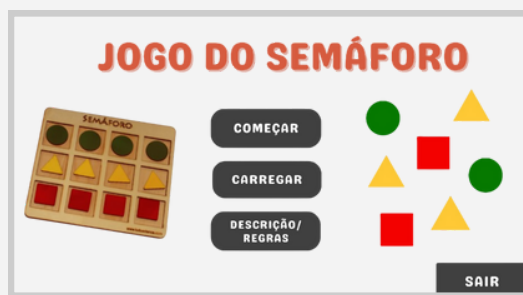 JOGO DO SEMÁFORO
SEMÁFORO
COMEÇAR
CARREGAR
DESCRIÇÃO/
REGRAS
SAIR